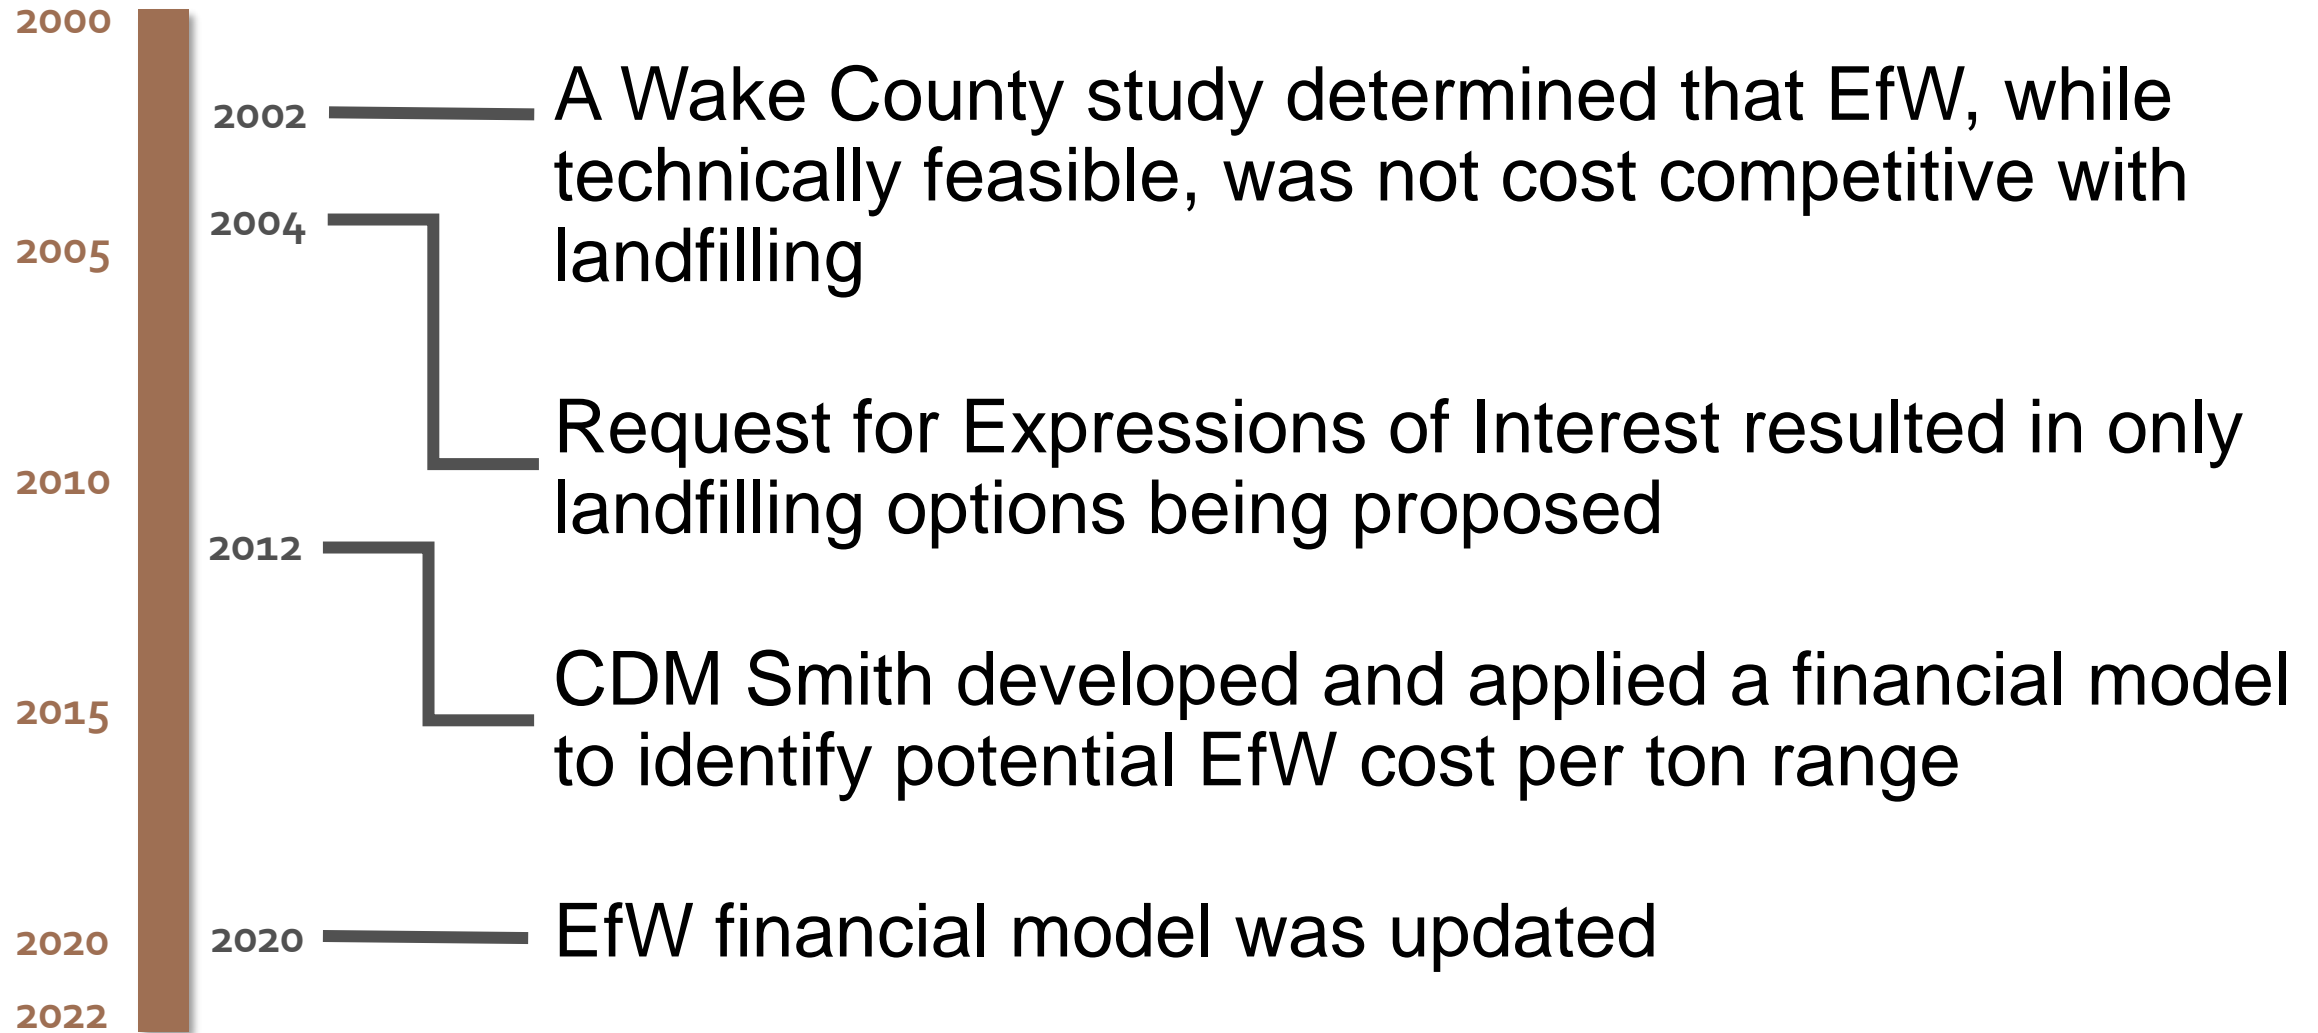 2000
2002
A Wake County study determined that EfW, while
technically feasible, was not cost competitive with
landfilling
2004
2005
Request for Expressions of Interest resulted in only
landfilling options being proposed
2010
2012
CDM Smith developed and applied a financial model
to identify potential EfW cost per ton range
2015
2020
2020
EfW financial model was updated
2022